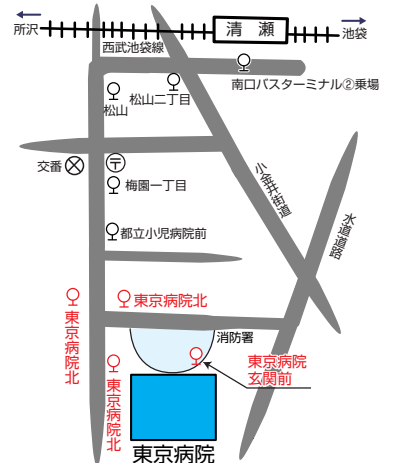 所沢
清瀬
池袋
西武池袋線
南口バスターミナル②乗場
松山二丁目
松山
小金井街道
交番
〒
梅園一丁目
水道道路
都立小児病院前
東京病院北
東京病院北
消防署
東京病院北
東京病院
玄関前
東京病院